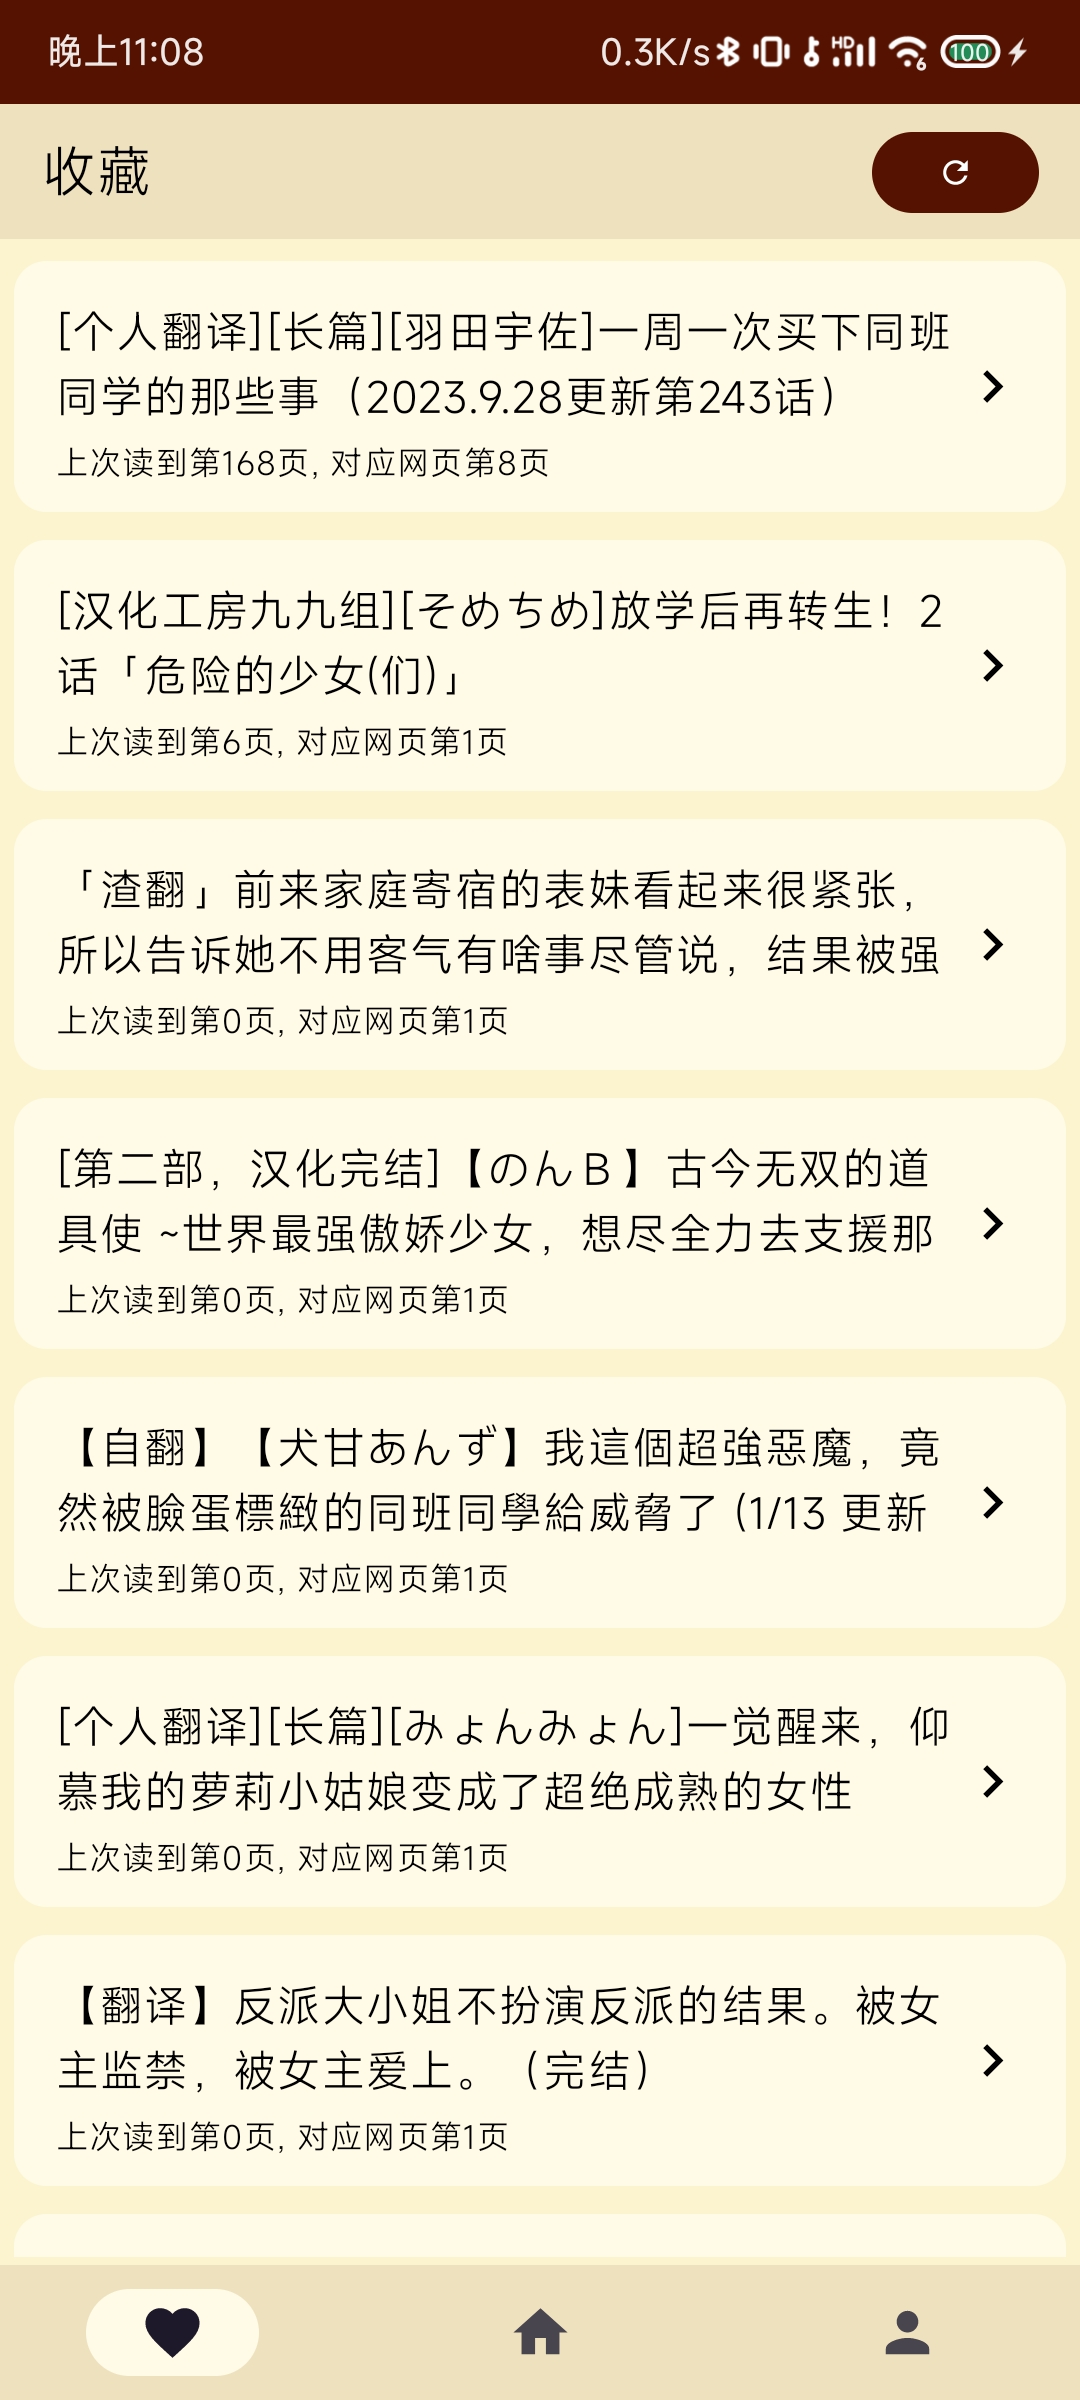 晚上11:08
0.3K/s HD 6 100
收藏
[个人翻译][长篇][羽田宇佐]一周一次买下同班
同学的那些事（2023.9.28更新第243话）
上次读到第168页, 对应网页第8页
[汉化工房九九组][そめちめ]放学后再转生！2
话「危险的少女(们)」
上次读到第6页, 对应网页第1页
「渣翻」前来家庭寄宿的表妹看起来很紧张，
所以告诉她不用客气有啥事尽管说，结果被强
上次读到第0页, 对应网页第1页
[第二部，汉化完结]【のんＢ】古今无双的道
具使 ~世界最强傲娇少女，想尽全力去支援那
上次读到第0页, 对应网页第1页
【自翻】【犬甘あんず】我這個超強惡魔，竟
然被臉蛋標緻的同班同學給威脅了 (1/13 更新
上次读到第0页, 对应网页第1页
[个人翻译][长篇][みょんみょん]一觉醒来，仰
慕我的萝莉小姑娘变成了超绝成熟的女性
上次读到第0页, 对应网页第1页
【翻译】反派大小姐不扮演反派的结果。被女
主监禁，被女主爱上。（完结）
上次读到第0页, 对应网页第1页